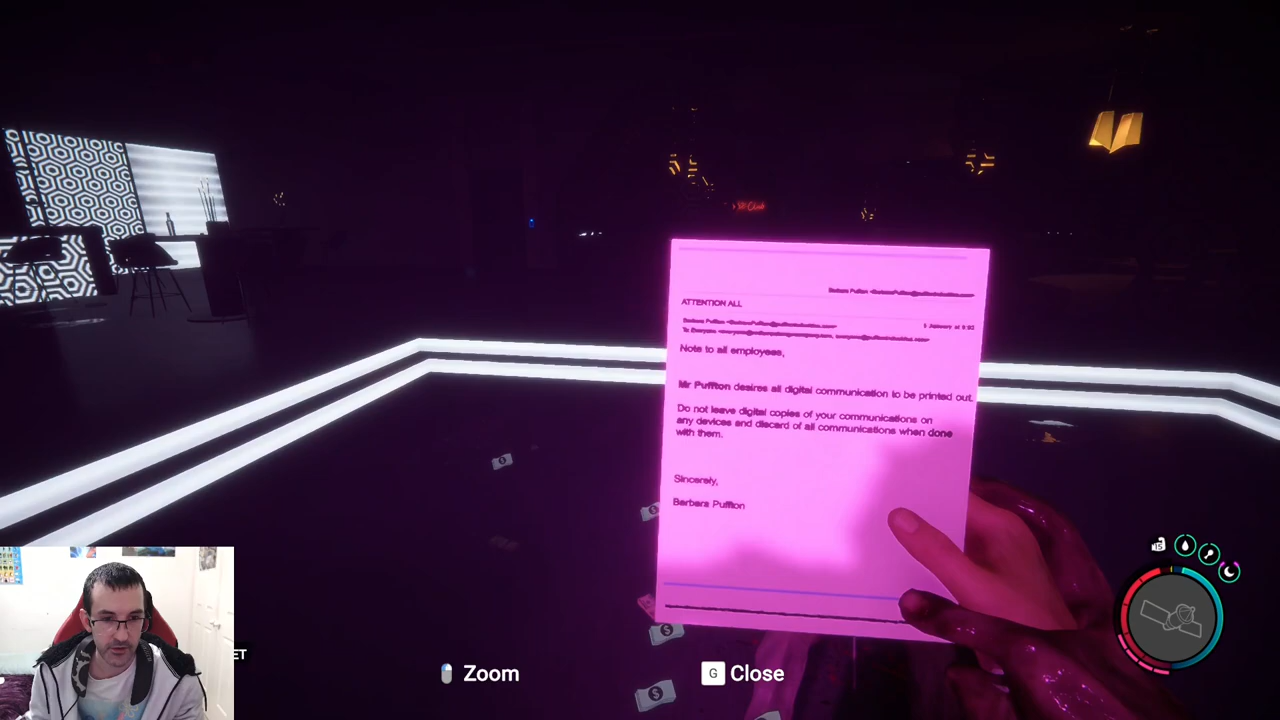 Club
ATTENTION ALL
Note to all employees,
Mr Puffton desires all digital communication to be printed out.
Do not leave digital copies of your communications on
any devices and discard of all communications when done
with them.
Sincerely,
Barbara Puffton
ET
Zoom
G Close